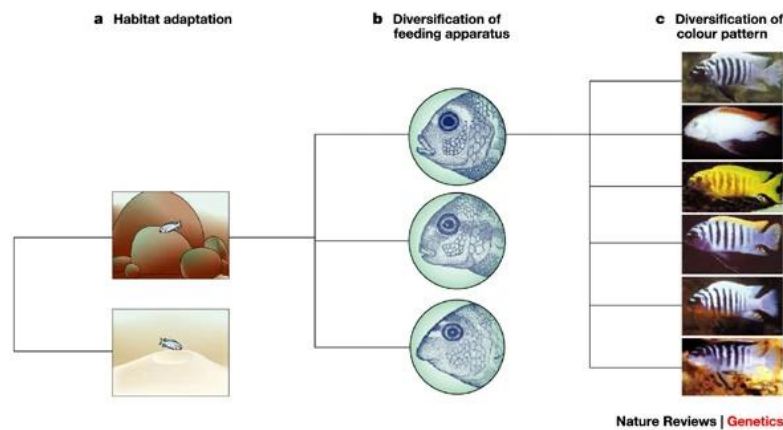 a Habitat adaptation
b Diversification of
feeding apparatus
c Diversification of
colour pattern
Nature Reviews | Genetics